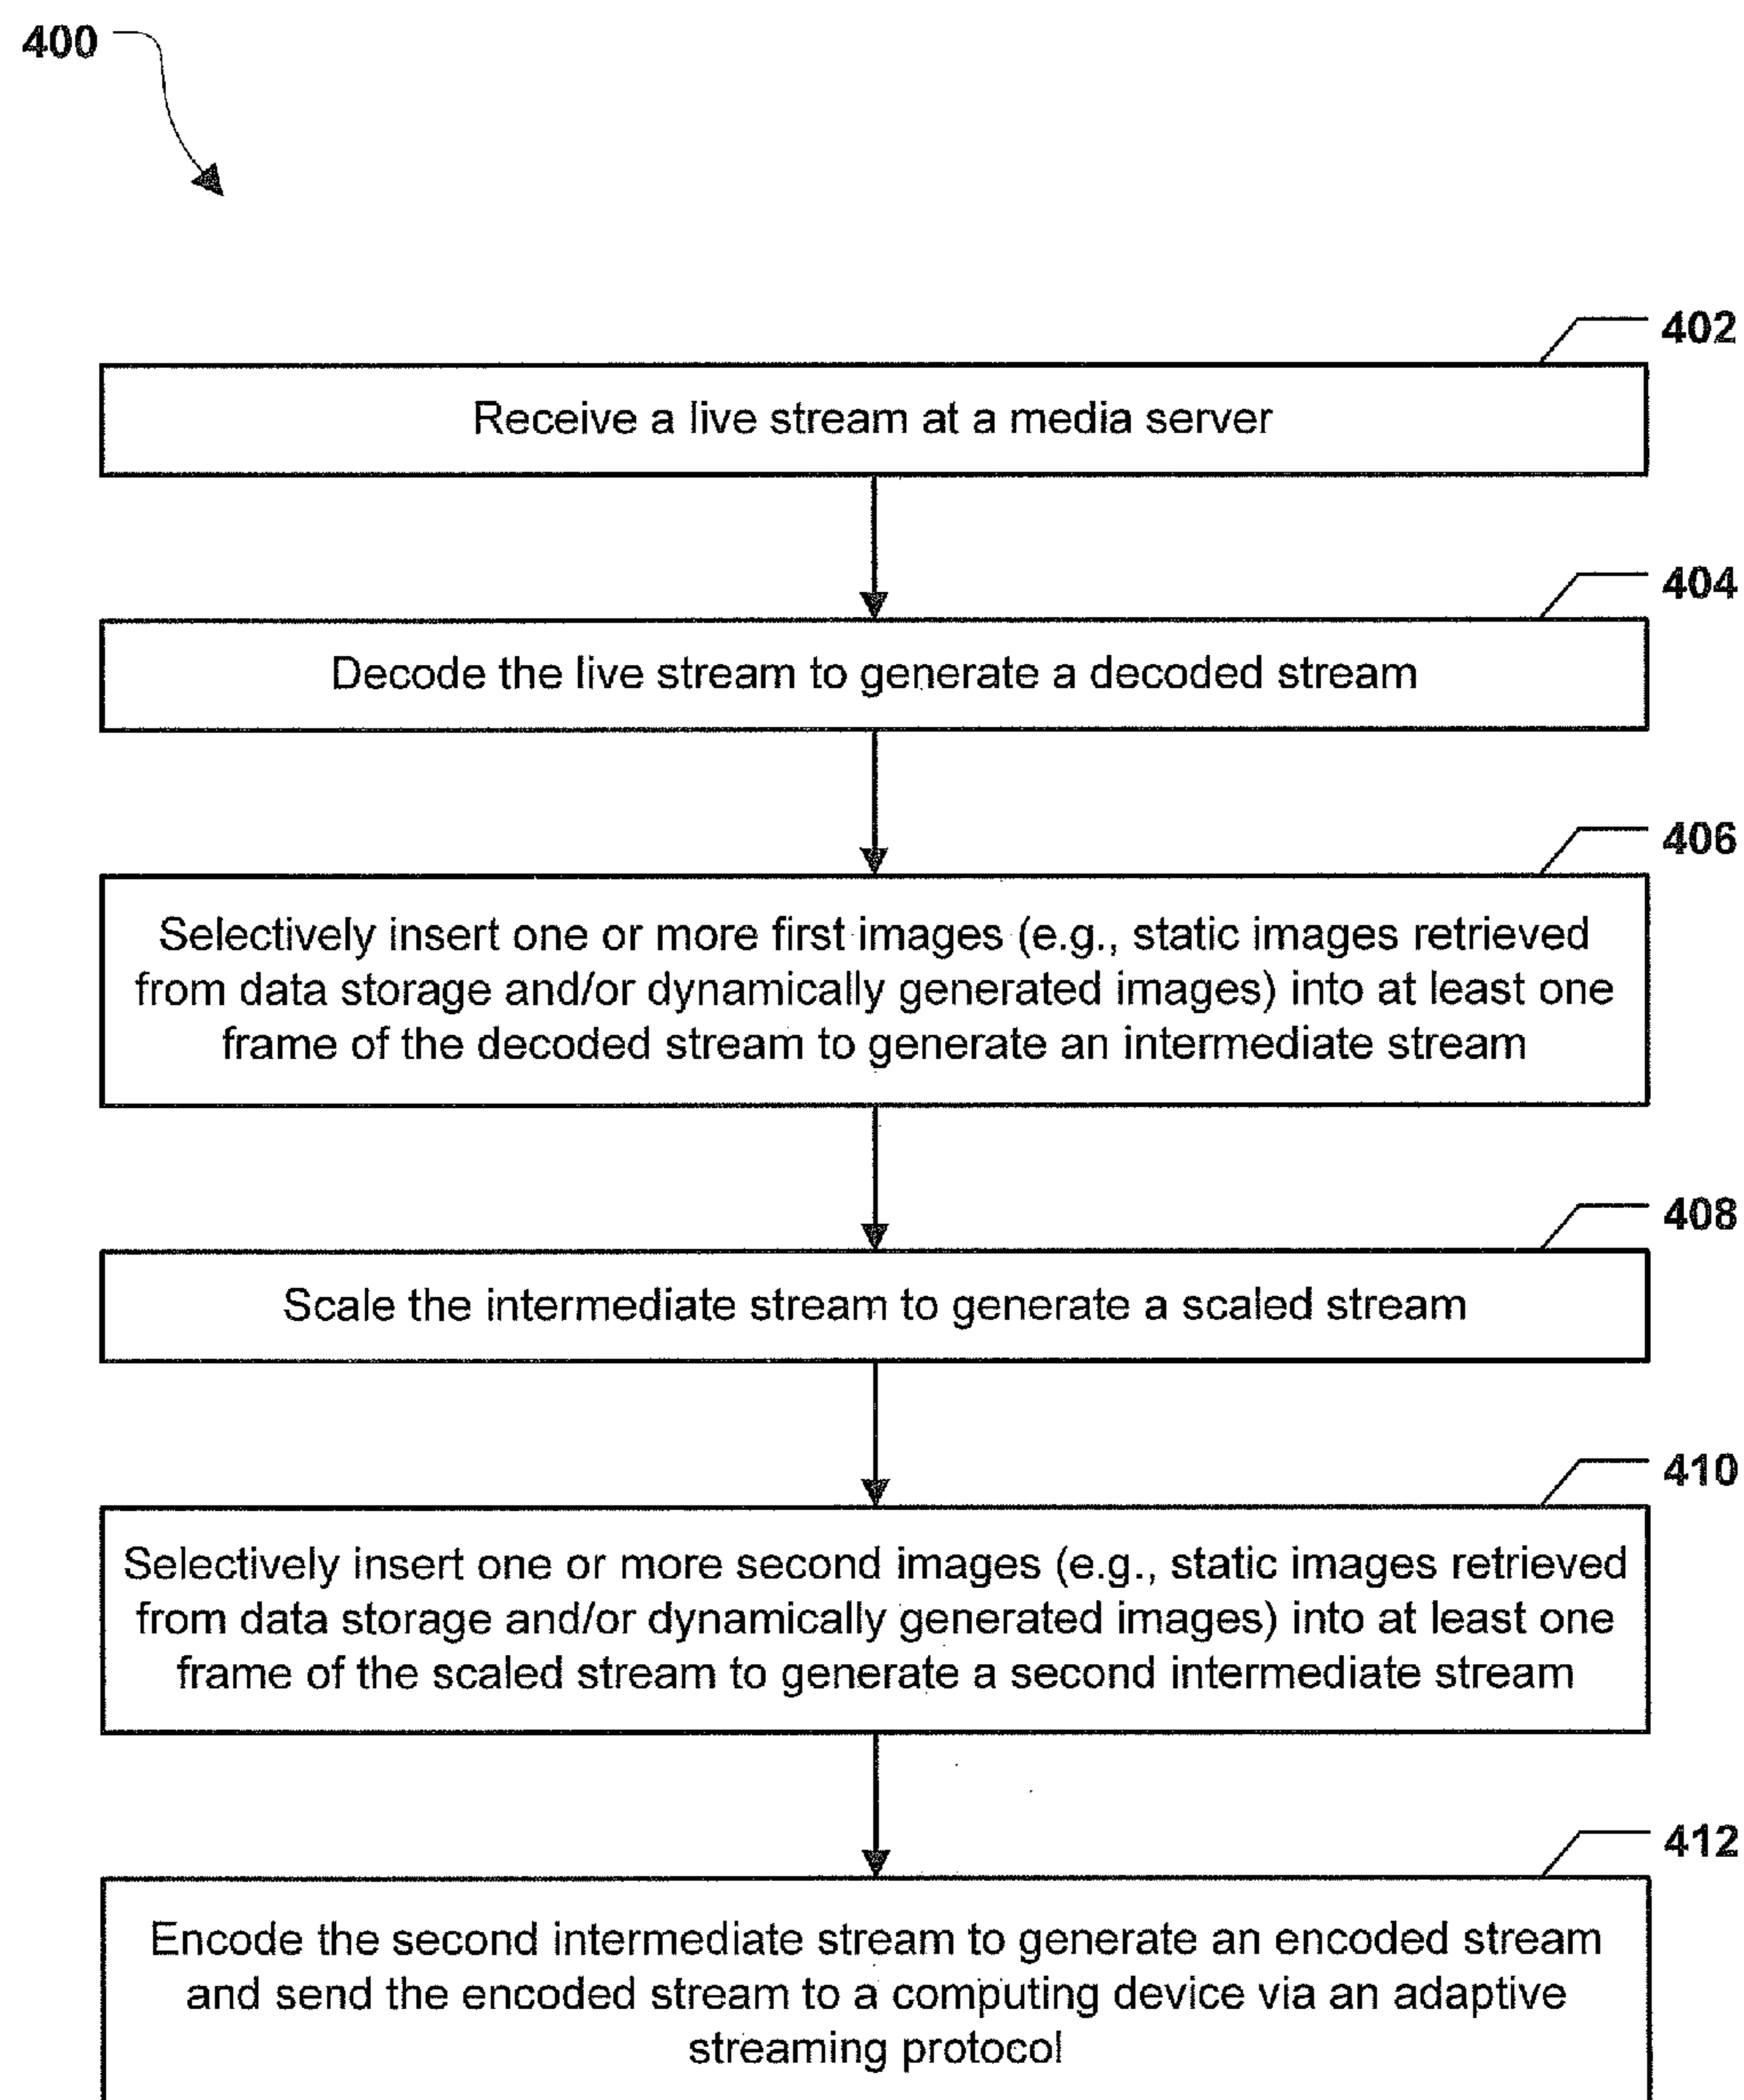 400
402
Receive a live stream at a media server
404
Decode the live stream to generate a decoded stream
406
Selectively insert one or more first images (e.g., static images retrieved
from data storage and/or dynamically generated images) into at least one
frame of the decoded stream to generate an intermediate stream
408
Scale the intermediate stream to generate a scaled stream
410
Selectively insert one or more second images (e.g., static images retrieved
from data storage and/or dynamically generated images) into at least one
frame of the scaled stream to generate a second intermediate stream
412
Encode the second intermediate stream to generate an encoded stream
and send the encoded stream to a computing device via an adaptive
streaming protocol